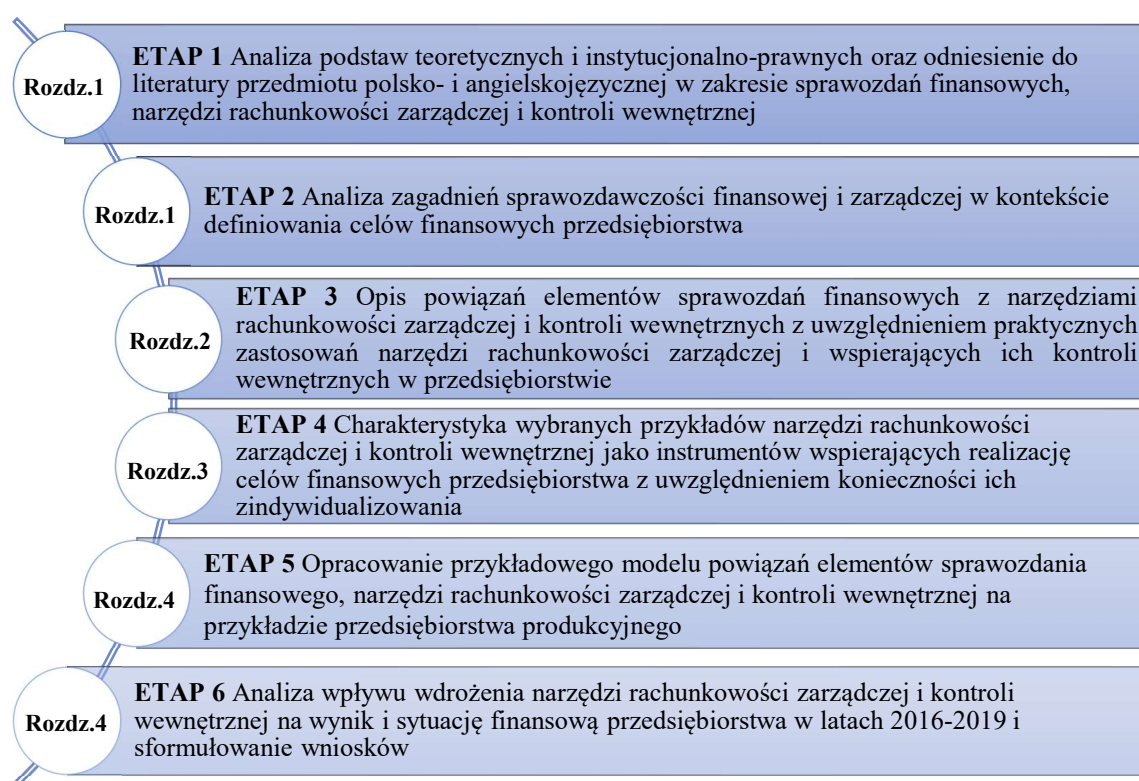 Rozdz.1
ETAP 1 Analiza podstaw teoretycznych i instytucjonalno-prawnych oraz odniesienie do
literatury przedmiotu polsko- i angielskojęzycznej w zakresie sprawozdań finansowych,
narzędzi rachunkowości zarządczej i kontroli wewnętrznej
Rozdz.1
ETAP 2 Analiza zagadnień sprawozdawczości finansowej i zarządczej w kontekście
definiowania celów finansowych przedsiębiorstwa
Rozdz.2
ETAP 3 Opis powiązań elementów sprawozdań finansowych z narzędziami
rachunkowości zarządczej i kontroli wewnętrznych z uwzględnieniem praktycznych
zastosowań narzędzi rachunkowości zarządczej i wspierających ich kontroli
wewnętrznych w przedsiębiorstwie
Rozdz.3
ETAP 4 Charakterystyka wybranych przykładów narzędzi rachunkowości
zarządczej i kontroli wewnętrznej jako instrumentów wspierających realizację
celów finansowych przedsiębiorstwa z uwzględnieniem konieczności ich
zindywidualizowania
Rozdz.4
ETAP 5 Opracowanie przykładowego modelu powiązań elementów sprawozdania
finansowego, narzędzi rachunkowości zarządczej i kontroli wewnętrznej na
przykładzie przedsiębiorstwa produkcyjnego
Rozdz.4
ETAP 6 Analiza wpływu wdrożenia narzędzi rachunkowości zarządczej i kontroli
wewnętrznej na wynik i sytuację finansową przedsiębiorstwa w latach 2016-2019 i
sformułowanie wniosków